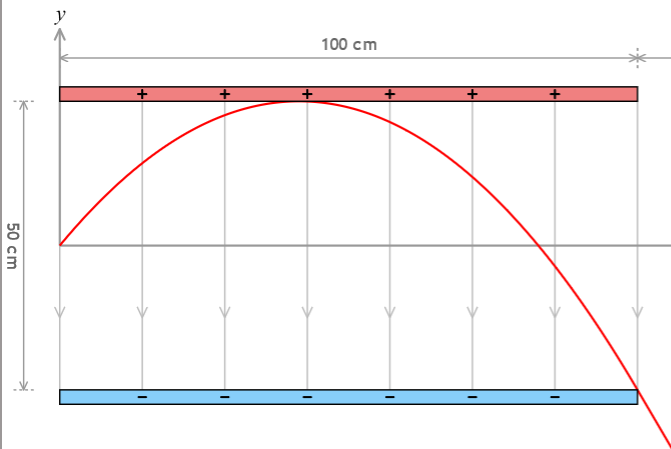 y
100 cm
+ + + + + +
50 cm
− − − − − −